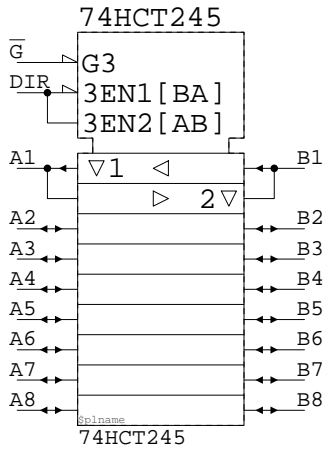 74HCT245
G
G3
DIR
3EN1[BA]
3EN2[AB]
A1 1 B1
2
A2 B2
A3 B3
A4 B4
A5 B5
A6 B6
A7 B7
A8 B8
$plname
74HCT245